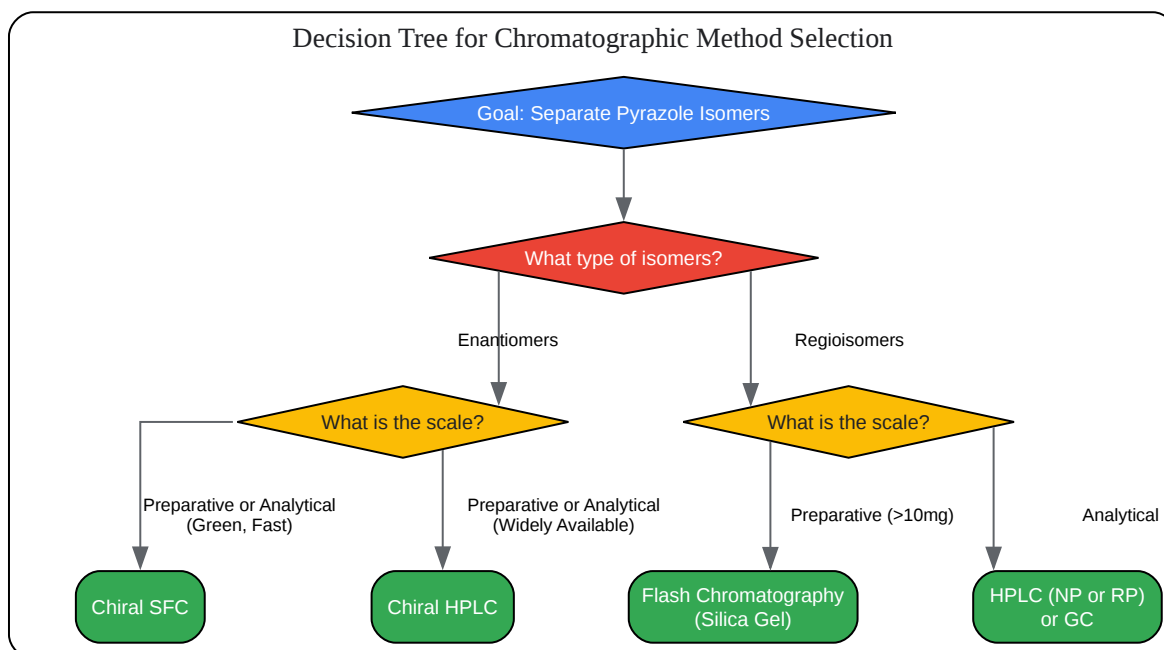 Decision Tree for Chromatographic Method Selection
Goal: Separate Pyrazole Isomers
What type of isomers?
Enantiomers
Regioisomers
What is the scale?
What is the scale?
Preparative or Analytical
(Green, Fast)
Preparative or Analytical
(Widely Available)
Preparative (>10mg)
Analytical
Chiral SFC
Chiral HPLC
Flash Chromatography
(Silica Gel)
HPLC (NP or RP)
or GC